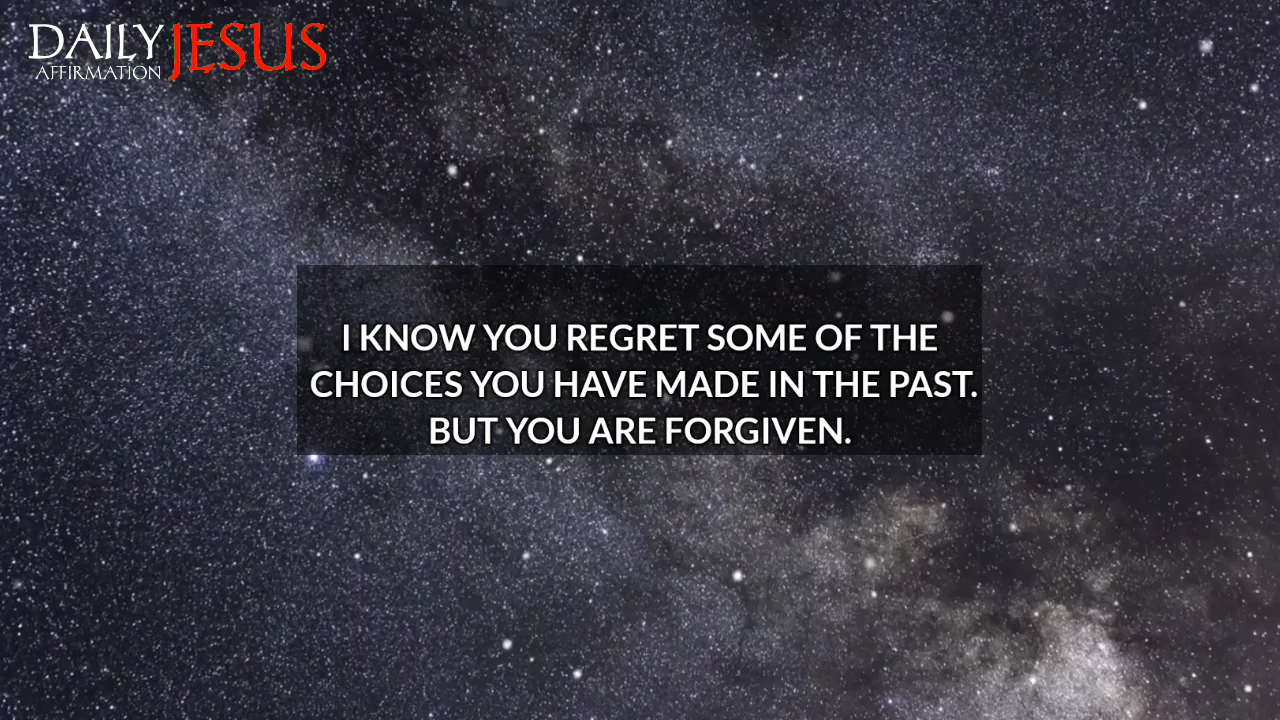 DAILY JESUS
AFFIRMATION
I KNOW YOU REGRET SOME OF THE
CHOICES YOU HAVE MADE IN THE PAST.
BUT YOU ARE FORGIVEN.